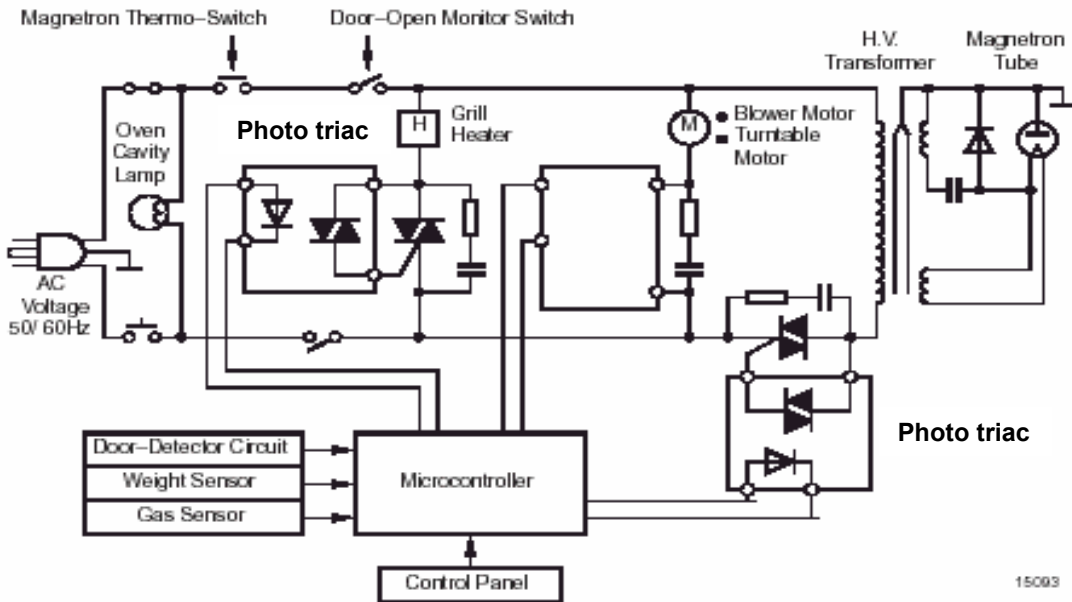 Magnetron Thermo–Switch
Door–Open Monitor Switch
H.V.
Transformer
Magnetron
Tube
Oven
Cavity
Lamp
Photo triac
H
Grill
Heater
M
Blower Motor
Turntable
Motor
AC
Voltage
50/ 60Hz
Photo triac
Door–Detector Circuit
Weight Sensor
Gas Sensor
Microcontroller
Control Panel
15093